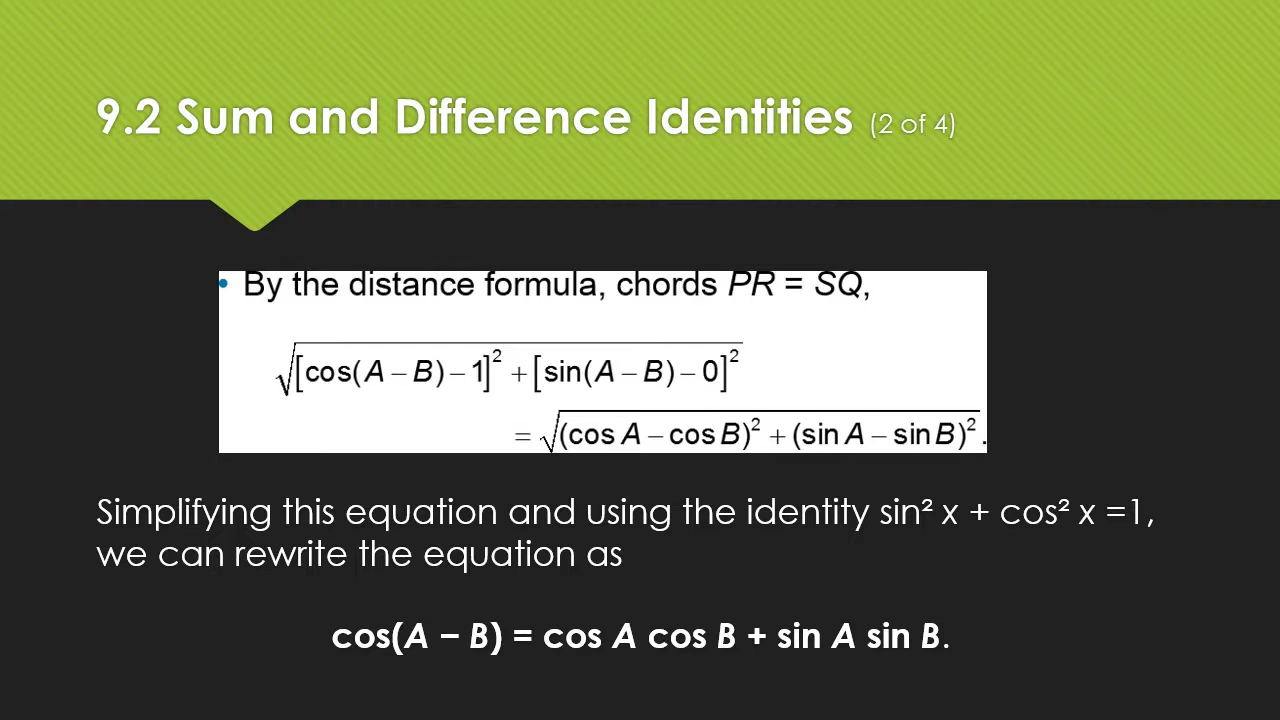 9.2 Sum and Difference Identities (2 of 4)
• By the distance formula, chords PR = SQ,
√([cos(A − B) − 1]² + [sin(A − B) − 0]²)
= √((cos A − cos B)² + (sin A − sin B)²).
Simplifying this equation and using the identity sin² x + cos² x =1,
we can rewrite the equation as
cos(A − B) = cos A cos B + sin A sin B.